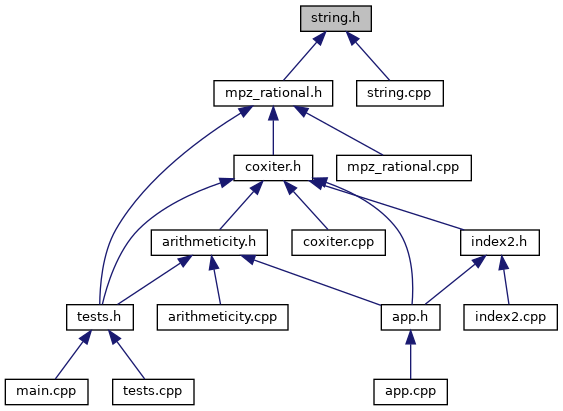 string.h
mpz_rational.h
string.cpp
coxiter.h
mpz_rational.cpp
arithmeticity.h
coxiter.cpp
index2.h
tests.h
arithmeticity.cpp
app.h
index2.cpp
main.cpp
tests.cpp
app.cpp